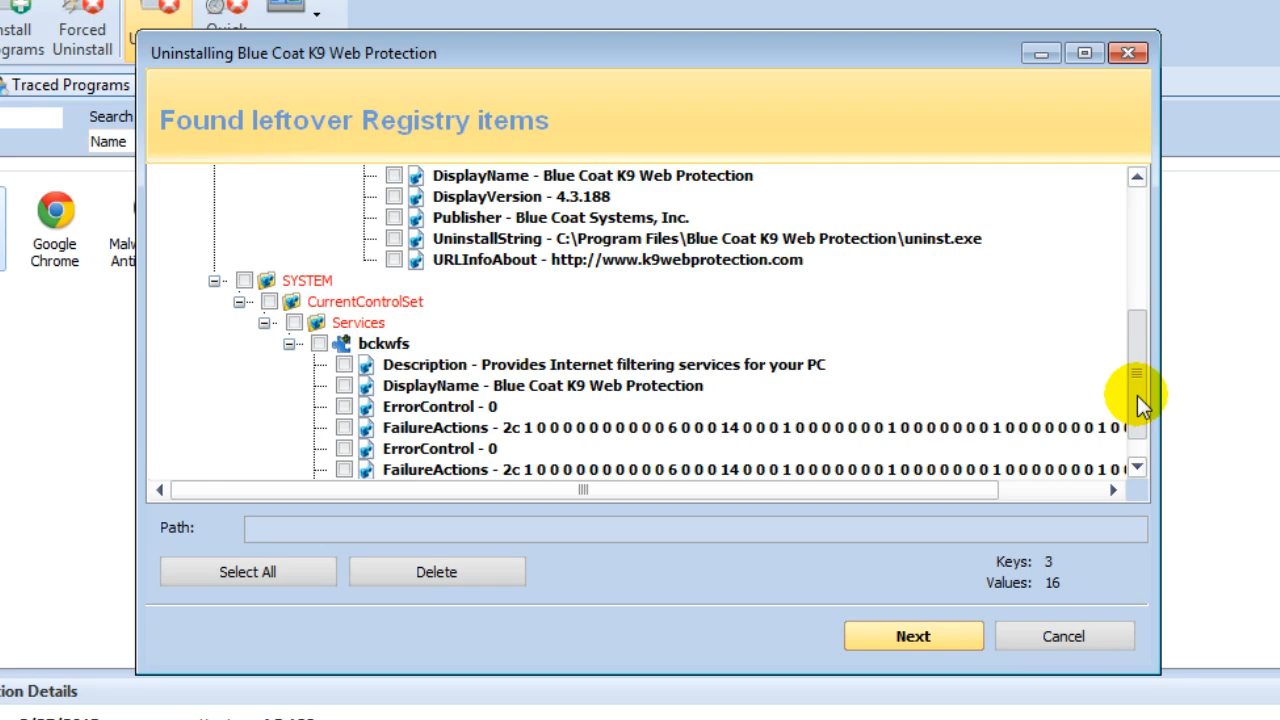 Forced
Uninstall
Traced Programs
Search
Name
Google
Chrome
Uninstalling Blue Coat K9 Web Protection
Found leftover Registry items
DisplayName - Blue Coat K9 Web Protection
DisplayVersion - 4.3.188
Publisher - Blue Coat Systems, Inc.
UninstallString - C:\Program Files\Blue Coat K9 Web Protection\uninst.exe
URLInfoAbout - http://www.k9webprotection.com
SYSTEM
CurrentControlSet
Services
bckwfs
Description - Provides Internet filtering services for your PC
DisplayName - Blue Coat K9 Web Protection
ErrorControl - 0
FailureActions - 2c 1 0 0 0 0 0 0 0 0 0 0 6 0 0 0 14 0 0 0 1 0 0 0 0 0 0 0 1 0 0 0 0 0 0 0 1 0 0 0 0 0 0 0 1 0
ErrorControl - 0
FailureActions - 2c 1 0 0 0 0 0 0 0 0 0 0 6 0 0 0 14 0 0 0 1 0 0 0 0 0 0 0 1 0 0 0 0 0 0 0 1 0 0 0 0 0 0 0 1 0
Path:
Select All
Delete
Keys: 3
Values: 16
Next
Cancel
Details